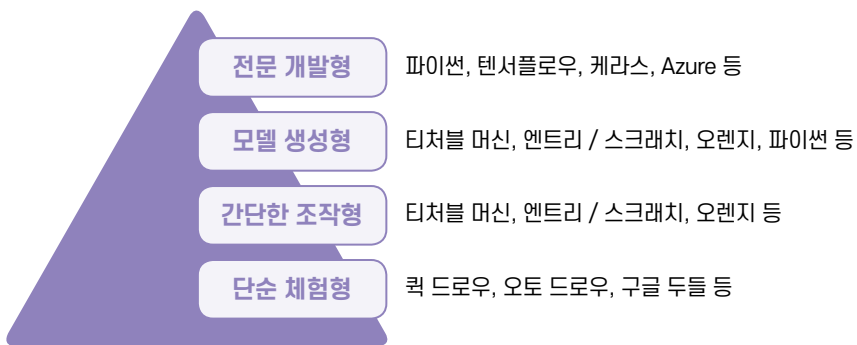 전문 개발형 파이썬, 텐서플로우, 케라스, Azure 등
모델 생성형 티처블 머신, 엔트리 / 스크래치, 오렌지, 파이썬 등
간단한 조작형 티처블 머신, 엔트리 / 스크래치, 오렌지 등
단순 체험형 퀵 드로우, 오토 드로우, 구글 두들 등